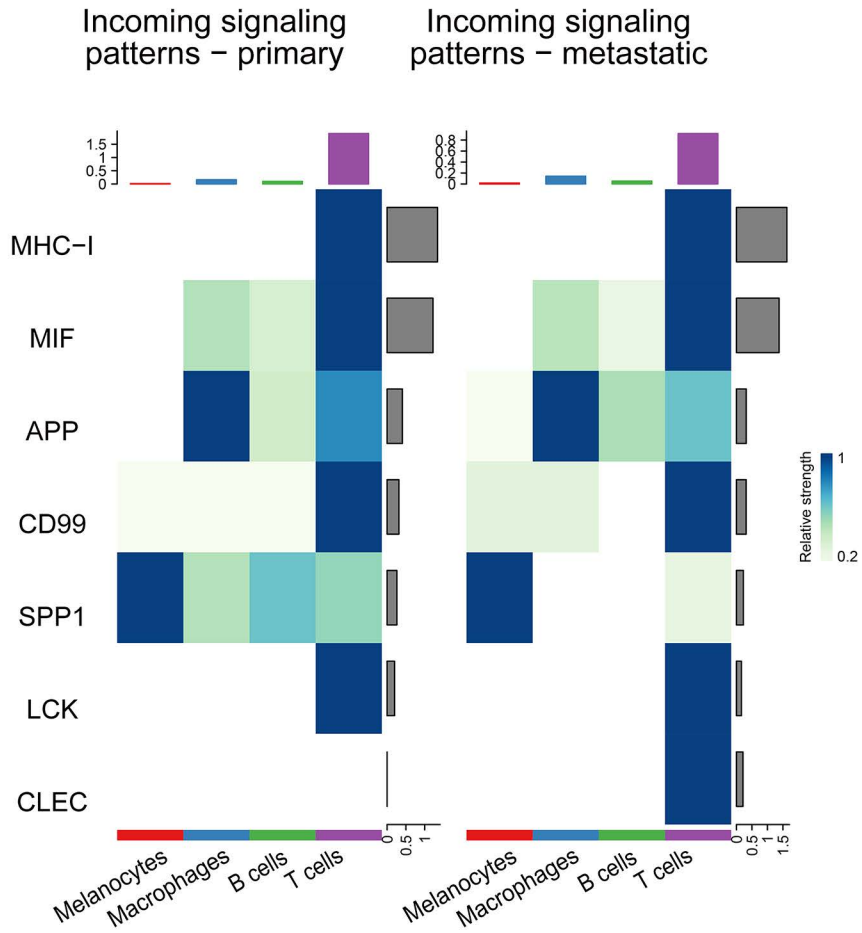 Incoming signaling
patterns − primary
Incoming signaling
patterns − metastatic
1.5
1
0.5
0
0.8
0.6
0.4
0.2
0
MHC−I
MIF
APP
CD99
SPP1
LCK
CLEC
Relative strength
1
0.2
0
0.5
1
0
0.5
1
1.5
Melanocytes
Macrophages
B cells
T cells
Melanocytes
Macrophages
B cells
T cells